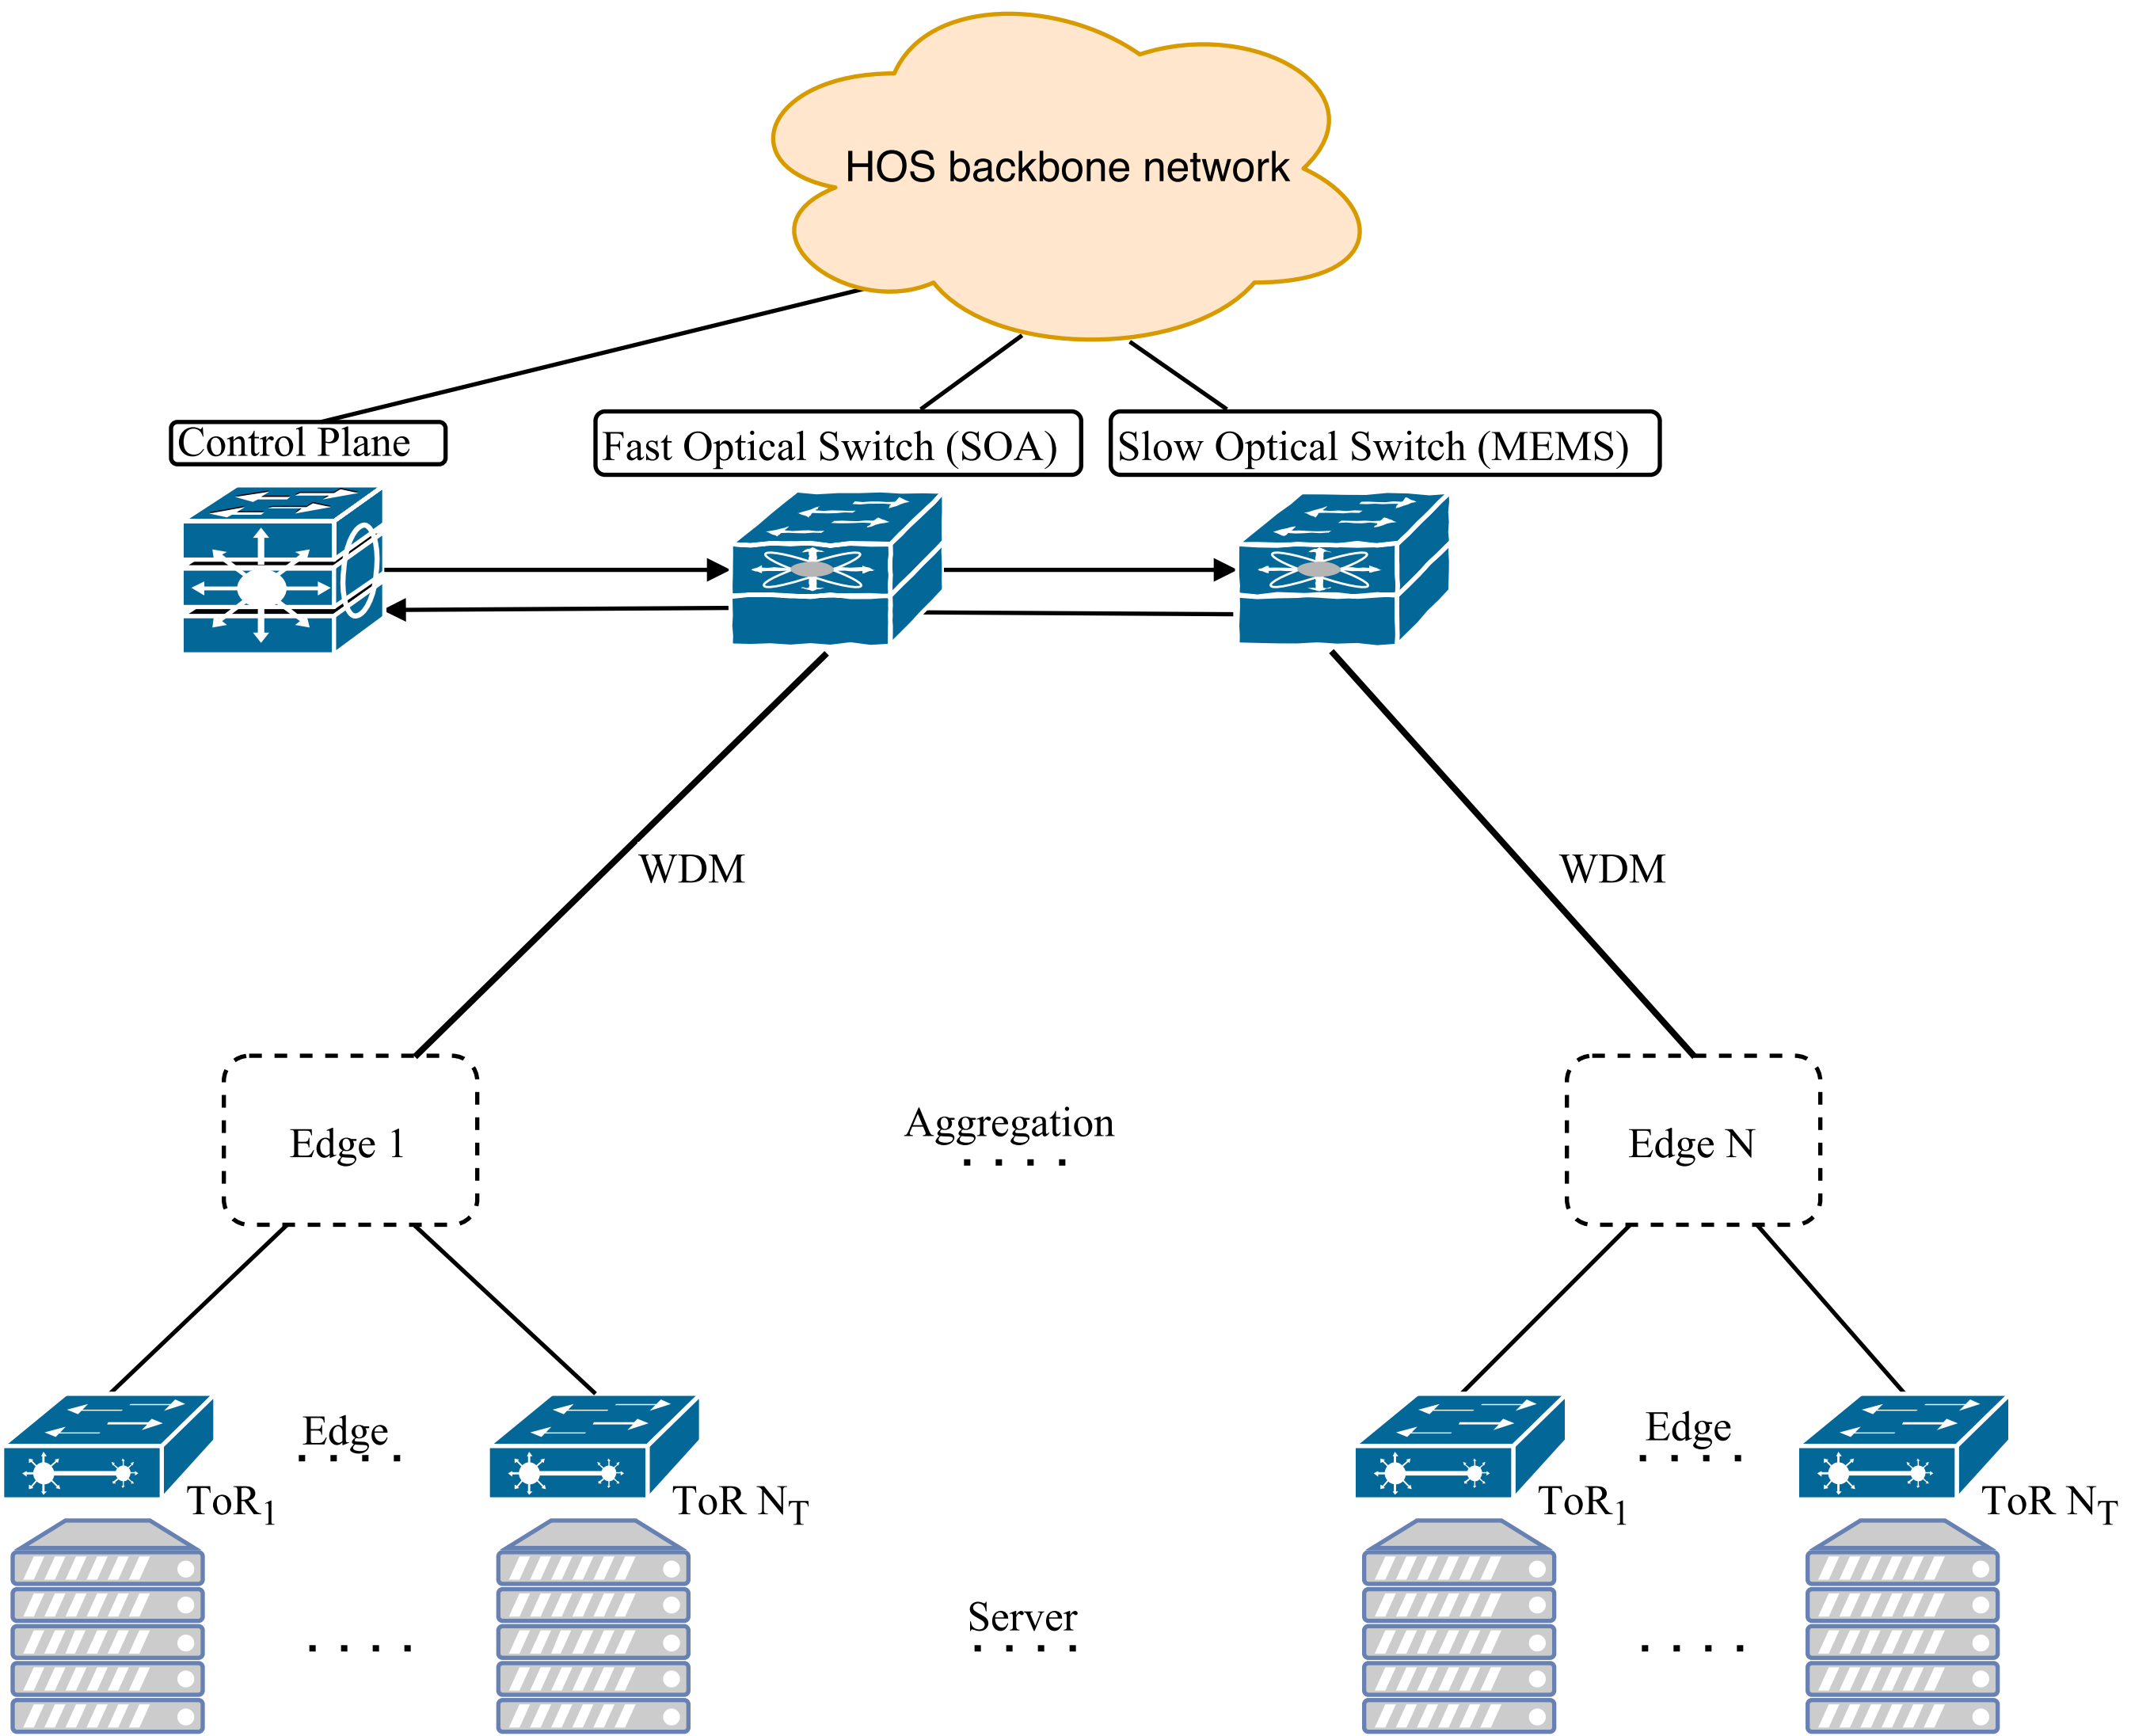 HOS backbone network
Control Plane
Fast Optical Switch (SOA)
Slow Optical Switch (MEMS)
WDM
WDM
Aggregation
Edge 1
Edge N
Edge
Edge
ToR1
ToR NT
ToR1
ToR NT
Server